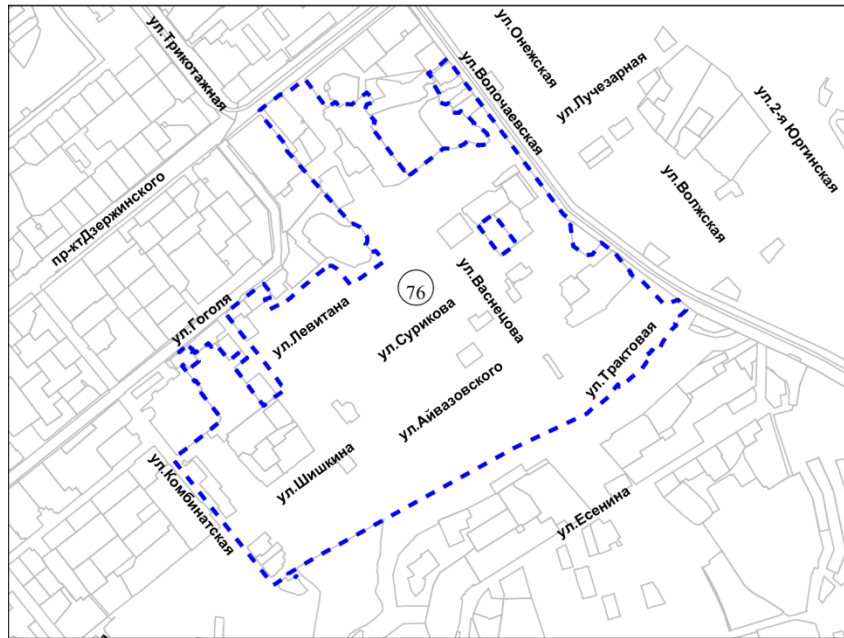 ул.Трикотажная
ул.Онежская
ул.Волочаевская
ул.Лучезарная
ул.2-я Юргинская
ул.Волжская
пр-ктДзержинского
ул.Гоголя
ул.Левитана
76
ул.Васнецова
ул.Сурикова
ул.Трактовая
ул.Айвазовского
ул.Шишкина
ул.Комбинатская
ул.Есенина